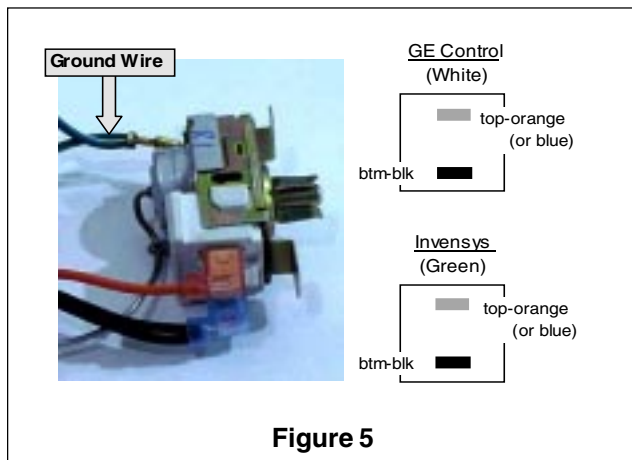 Ground Wire
GE Control
(White)
top-orange
(or blue)
btm-blk
Invensys
(Green)
top-orange
(or blue)
btm-blk
Figure 5